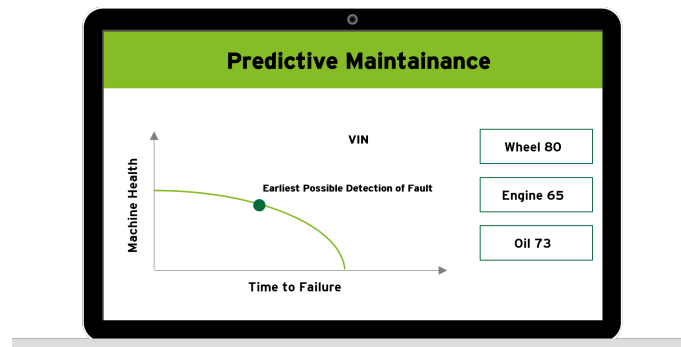 Predictive Maintainance
VIN
Wheel 80
Engine 65
Oil 73
Machine Health
Earliest Possible Detection of Fault
Time to Failure